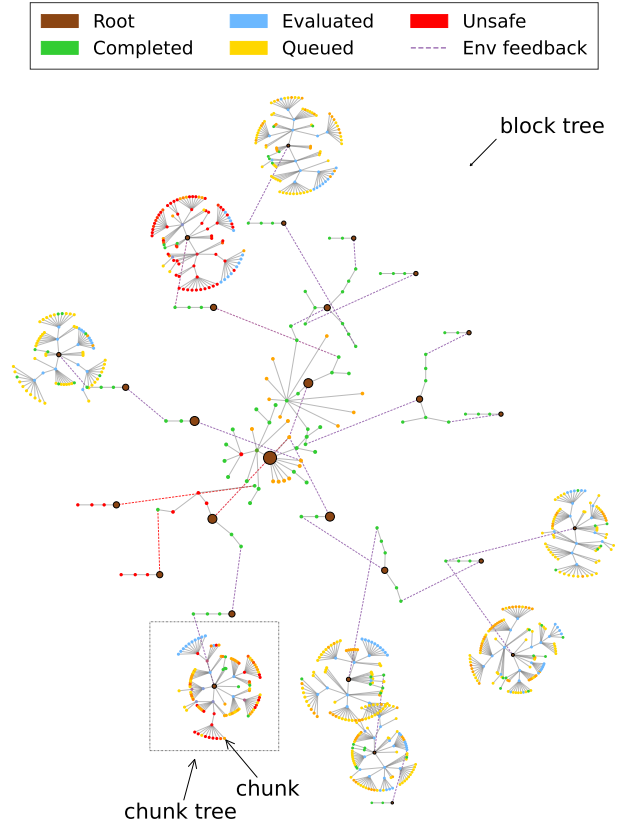 Root Evaluated Unsafe
Completed Queued Env feedback
block tree
chunk
chunk tree